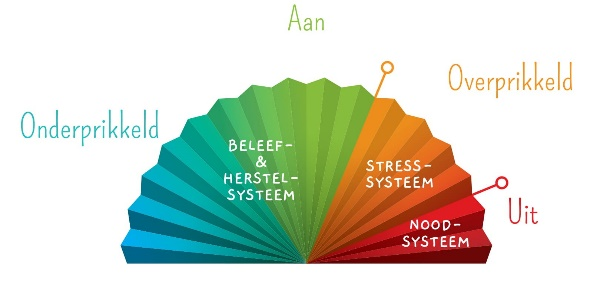 Aan
Overprikkeld
Onderprikkeld
BELEEF-
&
HERSTEL-
SYSTEEM
STRESS-
SYSTEEM
Uit
NOOD-
SYSTEEM